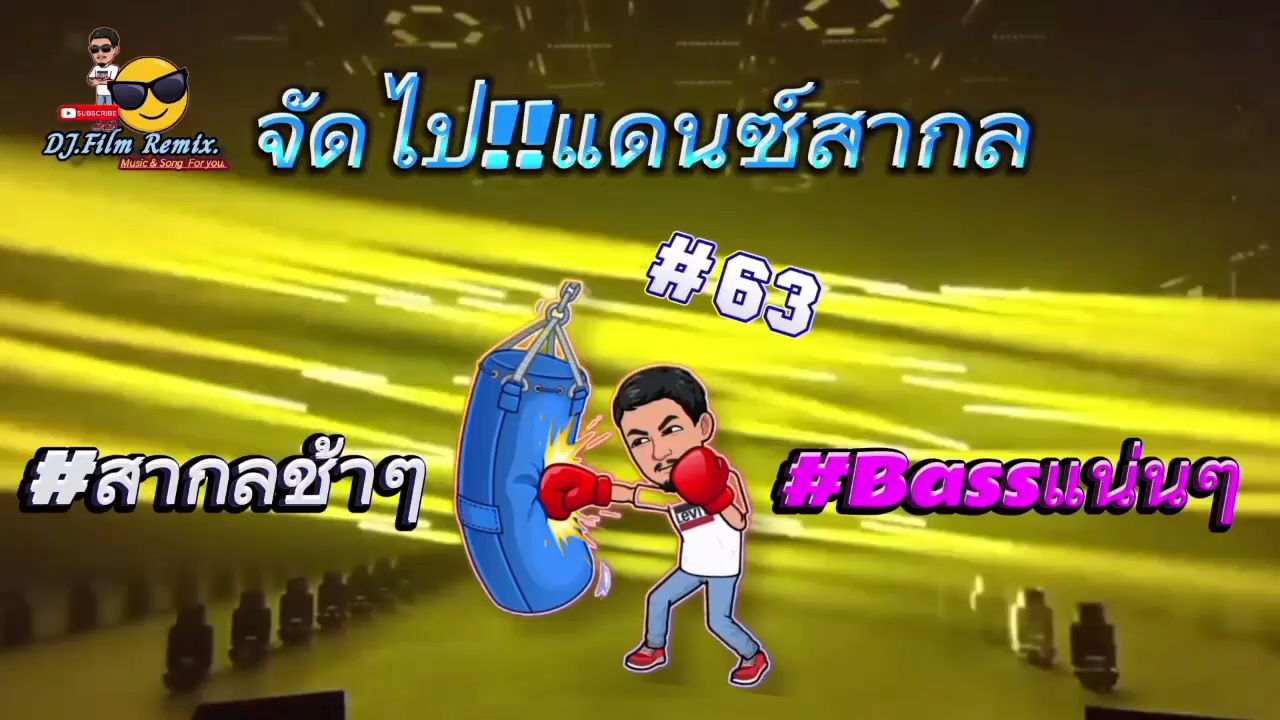 SUBSCRIBE
DJ.Film Remix.
Music & Song For you.
จัดไป!!แดนซ์สากล
#63
#สากลช้าๆ
#Bassแน่นๆ
Levi